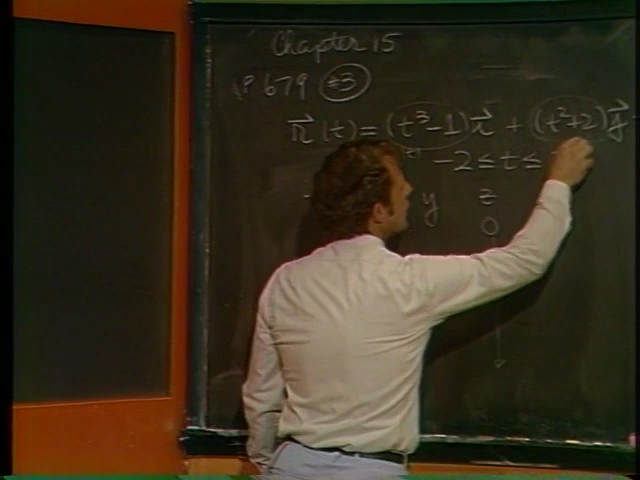 Chapter 15
P 679 #3
r⃗(t) = (t³-1)i⃗ + (t²+2)j⃗
-2 ≤ t ≤
y z
0